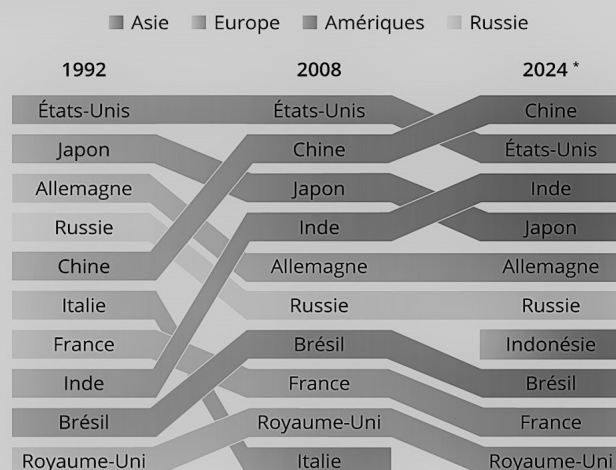 Asie Europe Amériques Russie
1992 2008 2024 *
États-Unis États-Unis Chine
Japon Chine États-Unis
Allemagne Japon Inde
Russie Inde Japon
Chine Allemagne Allemagne
Italie Russie Russie
France Brésil Indonésie
Inde France Brésil
Brésil Royaume-Uni France
Royaume-Uni Italie Royaume-Uni